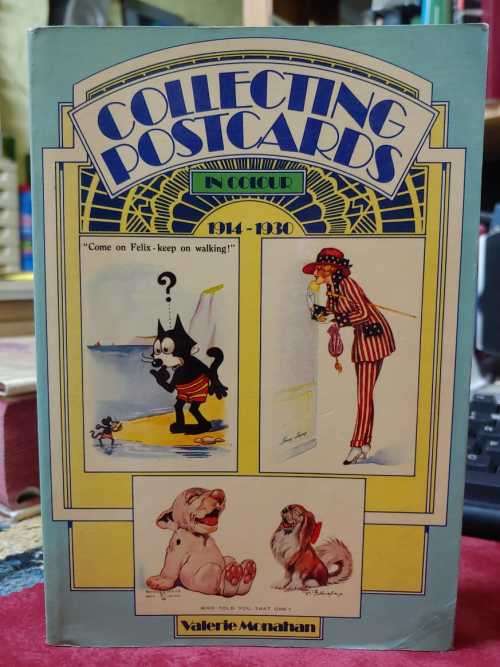 COLLECTING
POSTCARDS
IN COLOUR
1914 - 1930
"Come on Felix - keep on walking!"
WHO TOLD YOU THAT ONE?
Valerie Monahan